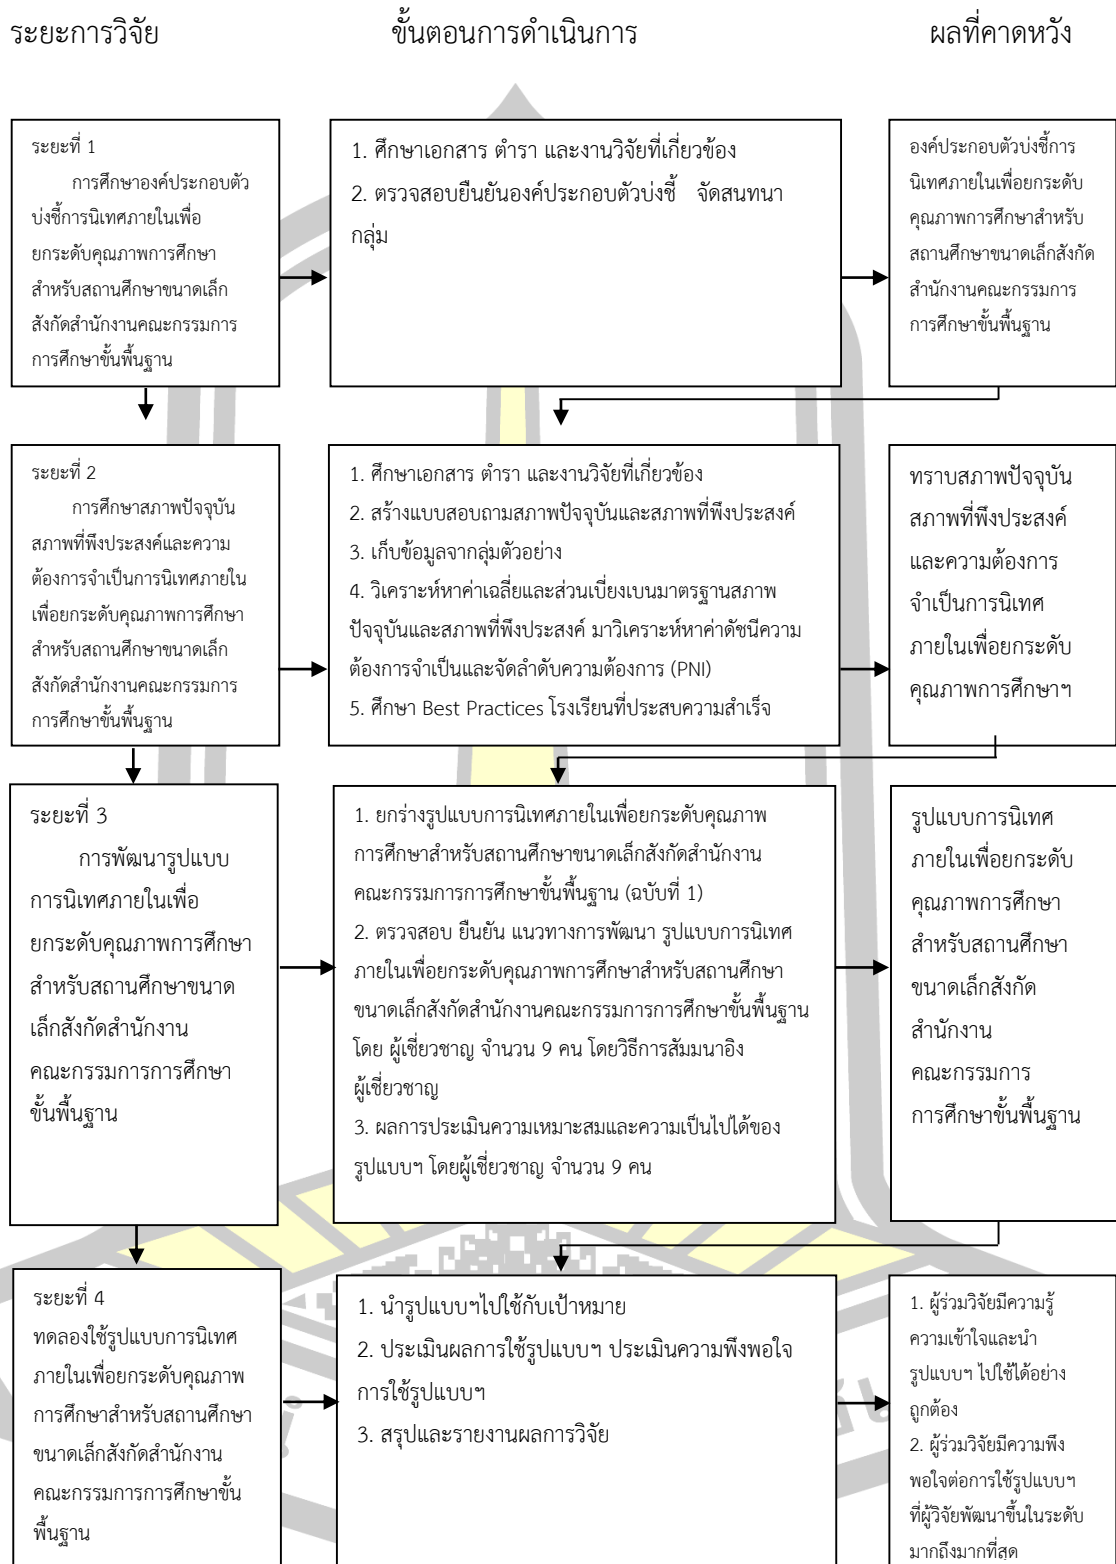 ระยะการวิจัย
ขั้นตอนการดำเนินการ
ผลที่คาดหวัง
ระยะที่ 1
การศึกษาองค์ประกอบตัว
บ่งชี้การนิเทศภายในเพื่อ
ยกระดับคุณภาพการศึกษา
สำหรับสถานศึกษาขนาดเล็ก
สังกัดสำนักงานคณะกรรมการ
การศึกษาขั้นพื้นฐาน
1. ศึกษาเอกสาร ตำรา และงานวิจัยที่เกี่ยวข้อง
2. ตรวจสอบยืนยันองค์ประกอบตัวบ่งชี้ จัดสนทนา
กลุ่ม
องค์ประกอบตัวบ่งชี้การ
นิเทศภายในเพื่อยกระดับ
คุณภาพการศึกษาสำหรับ
สถานศึกษาขนาดเล็กสังกัด
สำนักงานคณะกรรมการ
การศึกษาขั้นพื้นฐาน
ระยะที่ 2
การศึกษาสภาพปัจจุบัน
สภาพที่พึงประสงค์และความ
ต้องการจำเป็นการนิเทศภายใน
เพื่อยกระดับคุณภาพการศึกษา
สำหรับสถานศึกษาขนาดเล็ก
สังกัดสำนักงานคณะกรรมการ
การศึกษาขั้นพื้นฐาน
1. ศึกษาเอกสาร ตำรา และงานวิจัยที่เกี่ยวข้อง
2. สร้างแบบสอบถามสภาพปัจจุบันและสภาพที่พึงประสงค์
3. เก็บข้อมูลจากกลุ่มตัวอย่าง
4. วิเคราะห์หาค่าเฉลี่ยและส่วนเบี่ยงเบนมาตรฐานสภาพ
ปัจจุบันและสภาพที่พึงประสงค์ มาวิเคราะห์หาค่าดัชนีความ
ต้องการจำเป็นและจัดลำดับความต้องการ (PNI)
5. ศึกษา Best Practices โรงเรียนที่ประสบความสำเร็จ
ทราบสภาพปัจจุบัน
สภาพที่พึงประสงค์
และความต้องการ
จำเป็นการนิเทศ
ภายในเพื่อยกระดับ
คุณภาพการศึกษาฯ
ระยะที่ 3
การพัฒนารูปแบบ
การนิเทศภายในเพื่อ
ยกระดับคุณภาพการศึกษา
สำหรับสถานศึกษาขนาด
เล็กสังกัดสำนักงาน
คณะกรรมการการศึกษา
ขั้นพื้นฐาน
1. ยกร่างรูปแบบการนิเทศภายในเพื่อยกระดับคุณภาพ
การศึกษาสำหรับสถานศึกษาขนาดเล็กสังกัดสำนักงาน
คณะกรรมการการศึกษาขั้นพื้นฐาน (ฉบับที่ 1)
2. ตรวจสอบ ยืนยัน แนวทางการพัฒนา รูปแบบการนิเทศ
ภายในเพื่อยกระดับคุณภาพการศึกษาสำหรับสถานศึกษา
ขนาดเล็กสังกัดสำนักงานคณะกรรมการการศึกษาขั้นพื้นฐาน
โดย ผู้เชี่ยวชาญ จำนวน 9 คน โดยวิธีการสัมมนาอิง
ผู้เชี่ยวชาญ
3. ผลการประเมินความเหมาะสมและความเป็นไปได้ของ
รูปแบบฯ โดยผู้เชี่ยวชาญ จำนวน 9 คน
รูปแบบการนิเทศ
ภายในเพื่อยกระดับ
คุณภาพการศึกษา
สำหรับสถานศึกษา
ขนาดเล็กสังกัด
สำนักงาน
คณะกรรมการ
การศึกษาขั้นพื้นฐาน
ระยะที่ 4
ทดลองใช้รูปแบบการนิเทศ
ภายในเพื่อยกระดับคุณภาพ
การศึกษาสำหรับสถานศึกษา
ขนาดเล็กสังกัดสำนักงาน
คณะกรรมการการศึกษาขั้น
พื้นฐาน
1. นำรูปแบบฯไปใช้กับเป้าหมาย
2. ประเมินผลการใช้รูปแบบฯ ประเมินความพึงพอใจ
การใช้รูปแบบฯ
3. สรุปและรายงานผลการวิจัย
1. ผู้ร่วมวิจัยมีความรู้
ความเข้าใจและนำ
รูปแบบฯ ไปใช้ได้อย่าง
ถูกต้อง
2. ผู้ร่วมวิจัยมีความพึง
พอใจต่อการใช้รูปแบบฯ
ที่ผู้วิจัยพัฒนาขึ้นในระดับ
มากถึงมากที่สุด